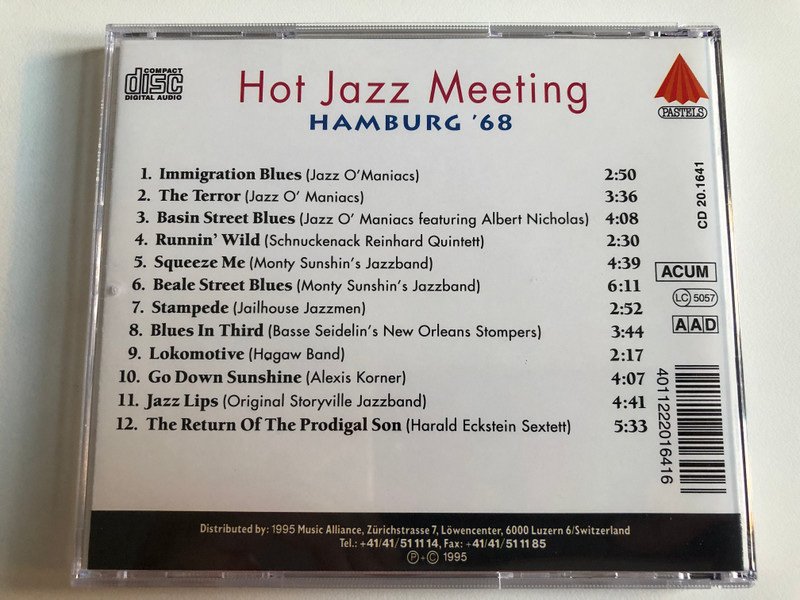 COMPACT
disc
DIGITAL AUDIO
Hot Jazz Meeting
HAMBURG '68
PASTELS
1. Immigration Blues (Jazz O'Maniacs) 2:50
2. The Terror (Jazz O' Maniacs) 3:36
3. Basin Street Blues (Jazz O' Maniacs featuring Albert Nicholas) 4:08
4. Runnin' Wild (Schnuckenack Reinhard Quintett) 2:30
5. Squeeze Me (Monty Sunshin's Jazzband) 4:39
6. Beale Street Blues (Monty Sunshin's Jazzband) 6:11
7. Stampede (Jailhouse Jazzmen) 2:52
8. Blues In Third (Basse Seidelin's New Orleans Stompers) 3:44
9. Lokomotive (Hagaw Band) 2:17
10. Go Down Sunshine (Alexis Korner) 4:07
11. Jazz Lips (Original Storyville Jazzband) 4:41
12. The Return Of The Prodigal Son (Harald Eckstein Sextett) 5:33
CD 20.1641
ACUM
LC 5057
AAD
4011222016416
Distributed by: 1995 Music Alliance, Zürichstrasse 7, Löwencenter, 6000 Luzern 6/Switzerland
Tel.: +41/41/51 11 14, Fax: +41/41/51 11 85
Ⓟ+© 1995